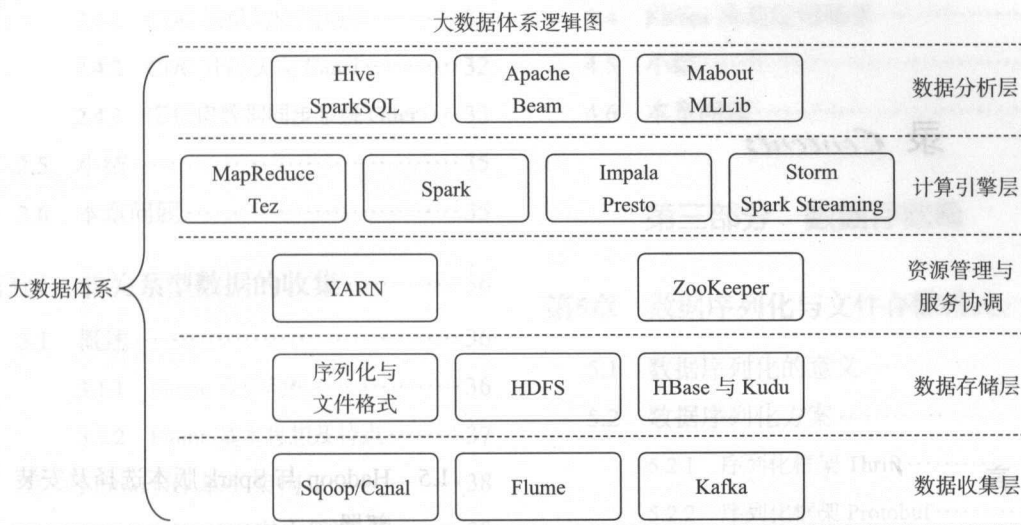 大数据体系逻辑图
Hive
SparkSQL
Apache
Beam
Mabout
MLLib
数据分析层
MapReduce
Tez
Spark
Impala
Presto
Storm
Spark Streaming
计算引擎层
大数据体系
YARN
ZooKeeper
资源管理与
服务协调
序列化与
文件格式
HDFS
HBase 与 Kudu
数据存储层
Sqoop/Canal
Flume
Kafka
数据收集层